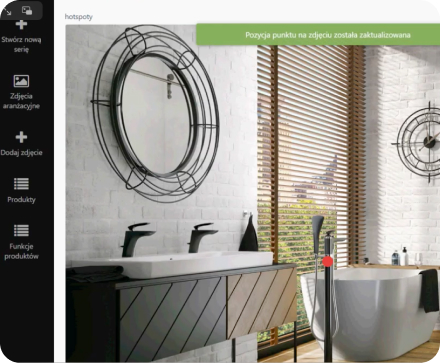 hotspoty
Pozycja punktu na zdjęciu została zaktualizowana
Stwórz nową
serię
Zdjęcia
aranżacyjne
Dodaj zdjęcie
Produkty
Funkcje
produktów